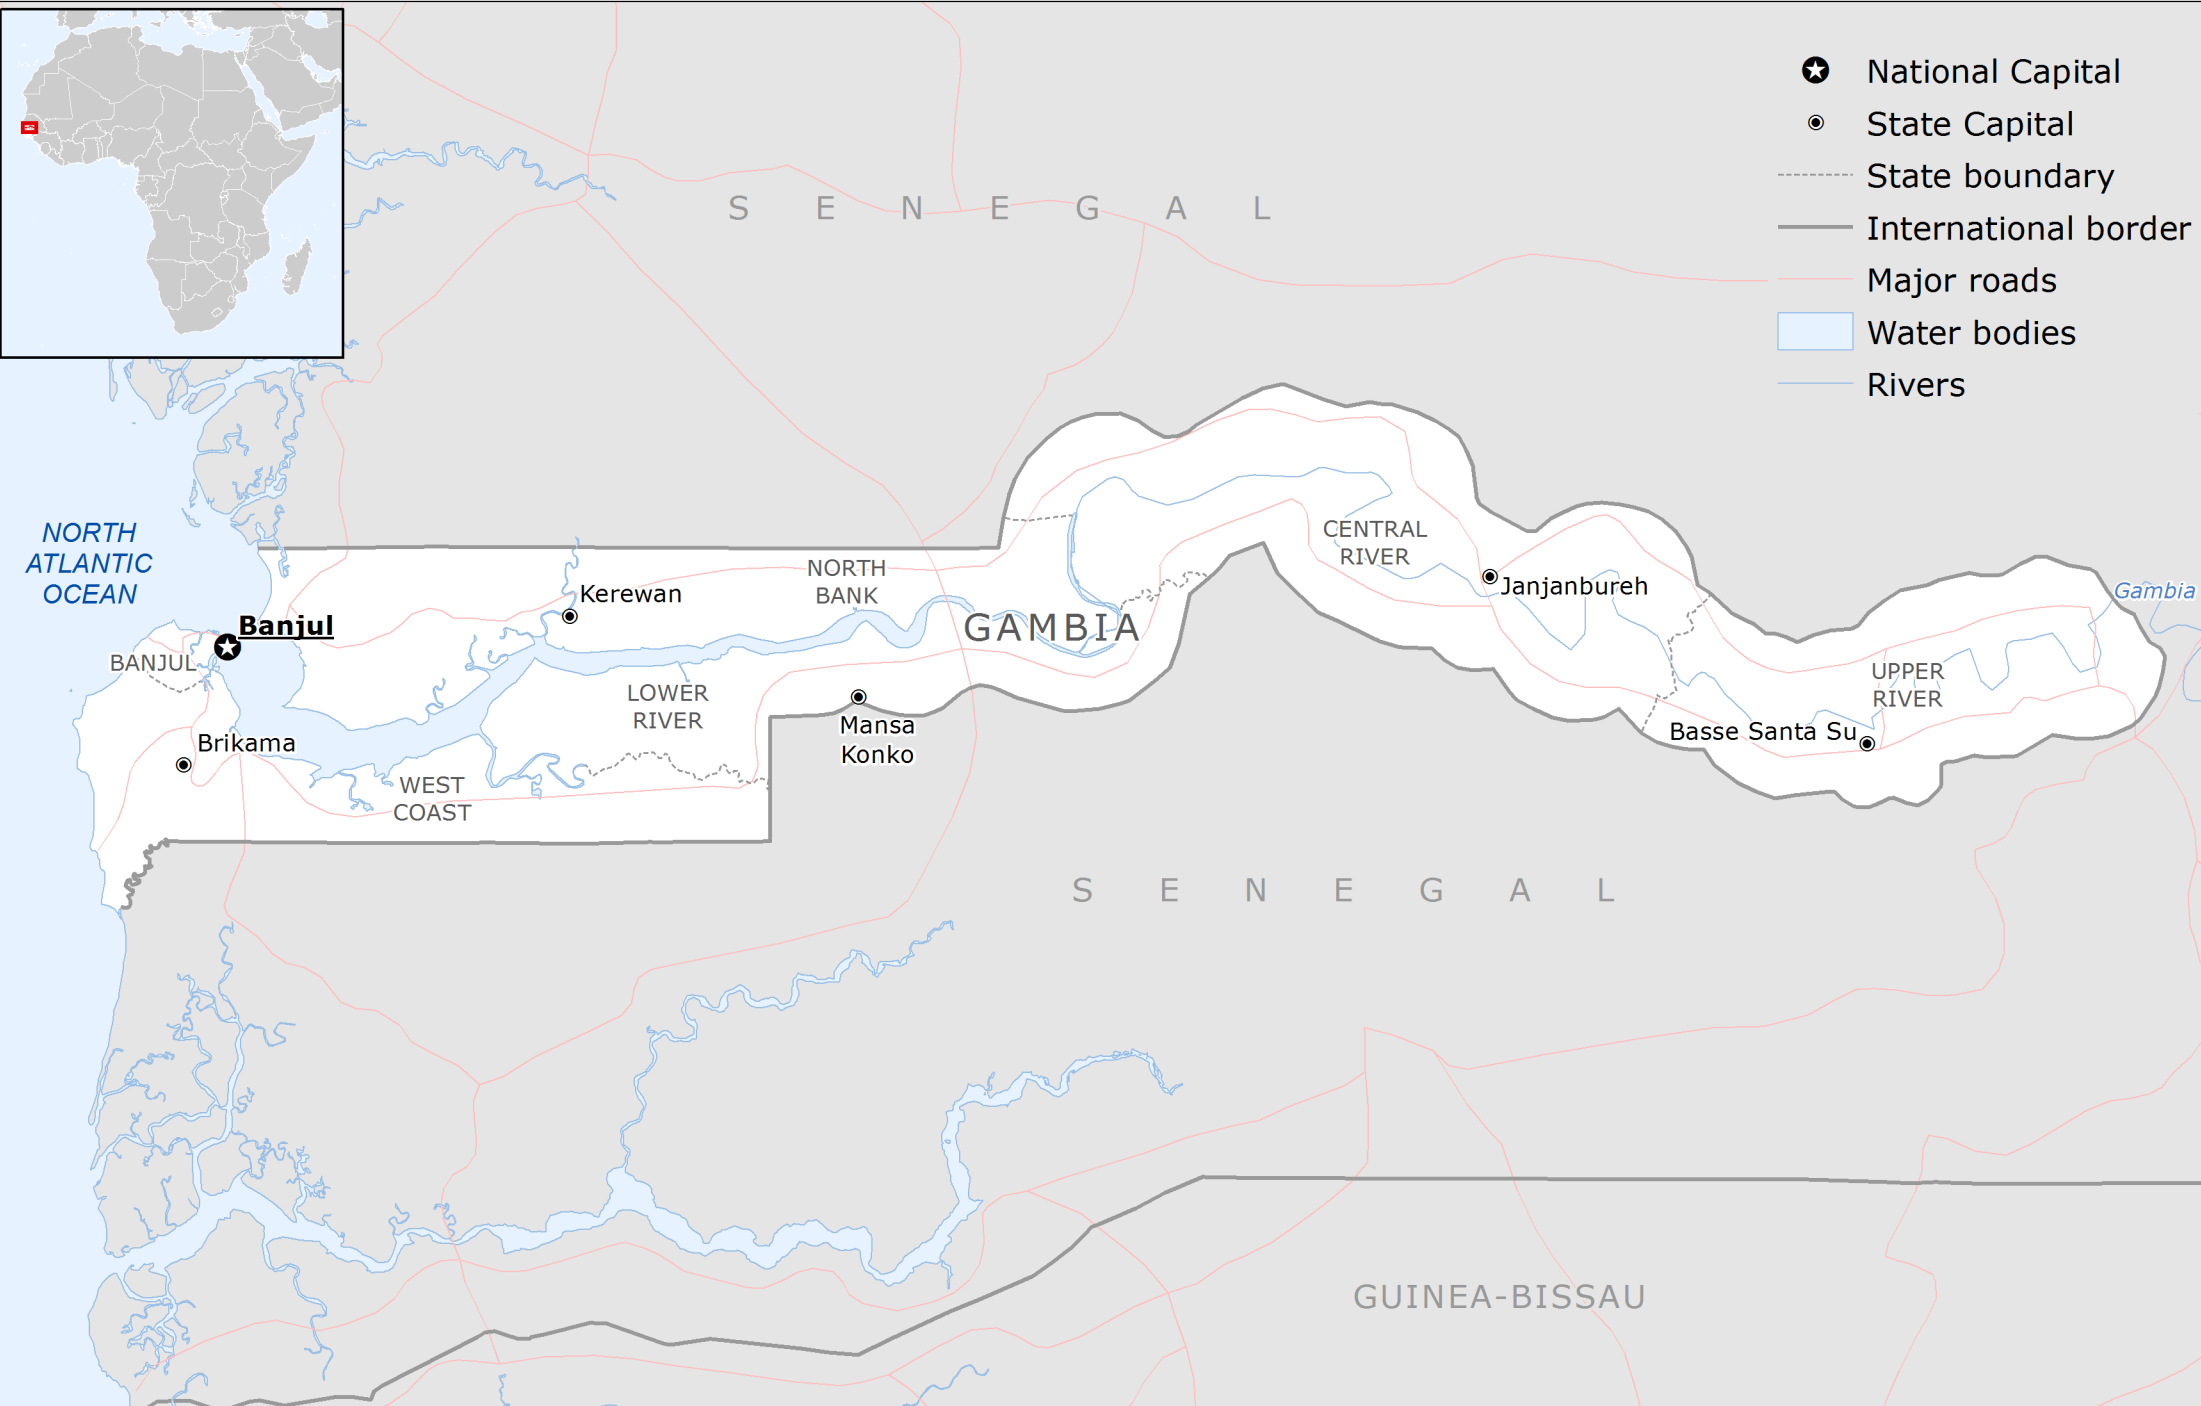 National Capital
State Capital
State boundary
International border
Major roads
Water bodies
Rivers
S E N E G A L
NORTH
ATLANTIC
OCEAN
CENTRAL
RIVER
NORTH
BANK
Kerewan
Janjanbureh
Gambia
Banjul
GAMBIA
BANJUL
LOWER
RIVER
UPPER
RIVER
Mansa
Konko
Basse Santa Su
Brikama
WEST
COAST
S E N E G A L
GUINEA-BISSAU